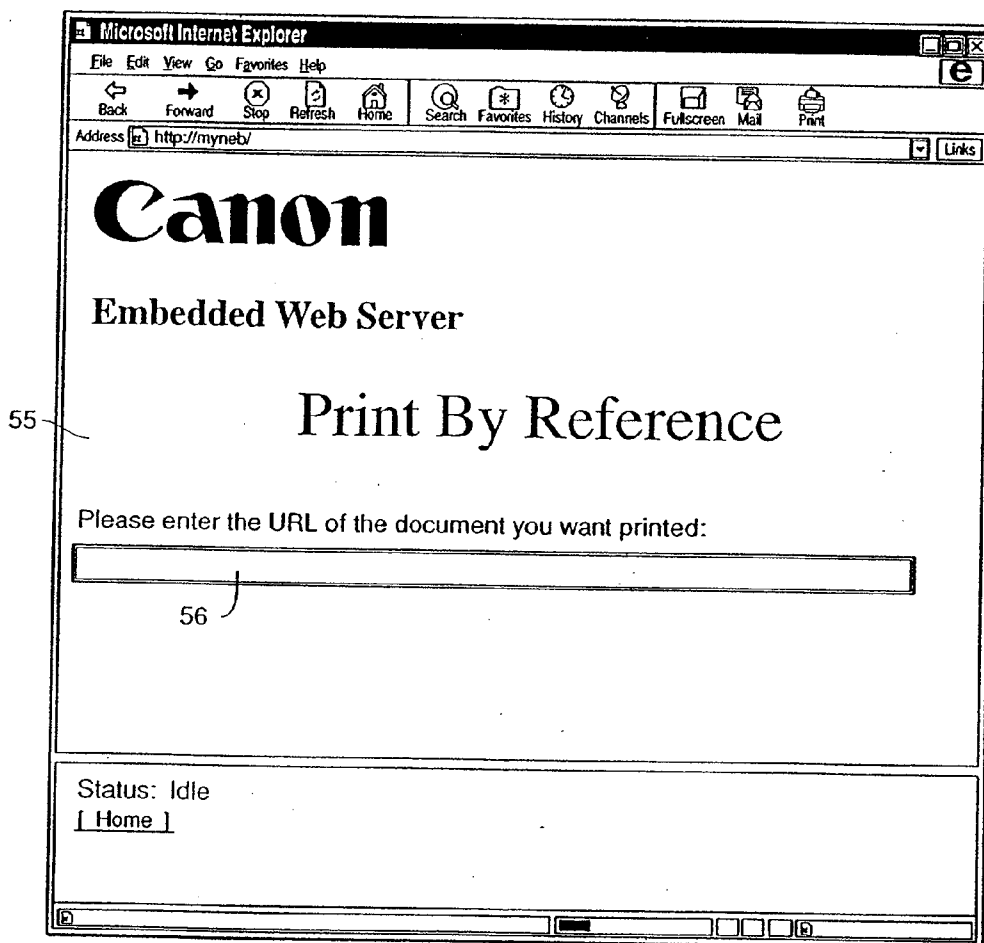 Microsoft Internet Explorer
File Edit View Go Favorites Help
Back Forward Stop Refresh Home Search Favorites History Channels Fullscreen Mail Print
Address http://myneb/ Links
Canon
Embedded Web Server
Print By Reference
55
Please enter the URL of the document you want printed:
56
Status: Idle
[ Home ]